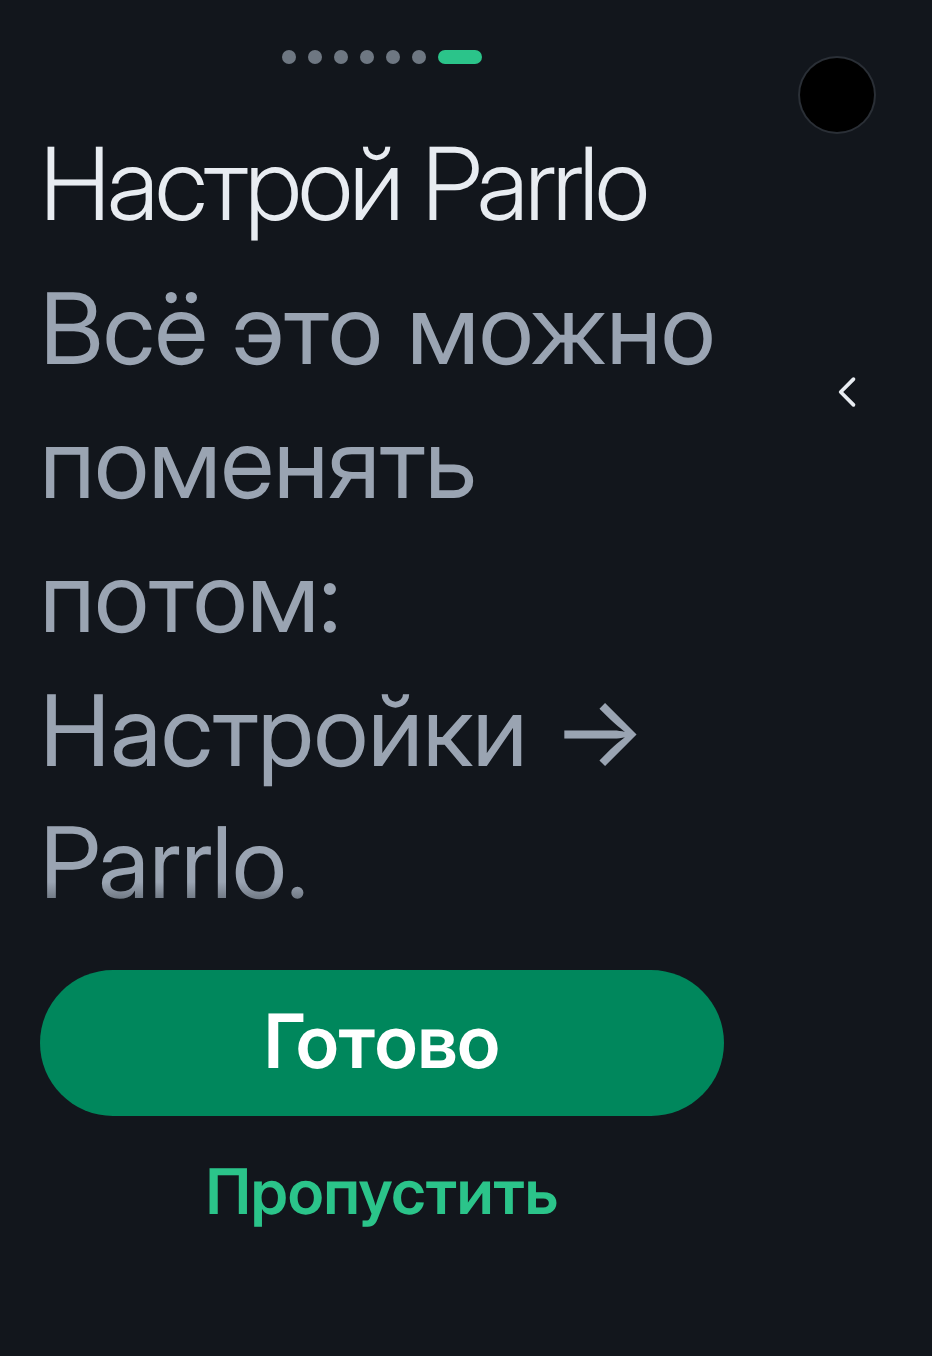 Настрой Parrlo
Всё это можно
поменять
потом:
Настройки →
Parrlo.
Готово
Пропустить